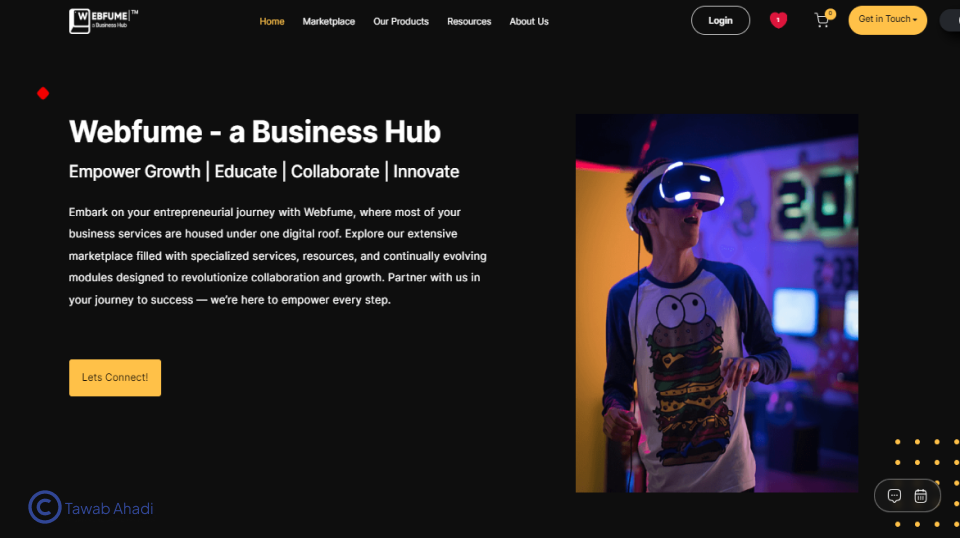 WEBFUME|™
a Business Hub
Home
Marketplace
Our Products
Resources
About Us
Login
1
0
Get in Touch
Webfume - a Business Hub
Empower Growth | Educate | Collaborate | Innovate
Embark on your entrepreneurial journey with Webfume, where most of your
business services are housed under one digital roof. Explore our extensive
marketplace filled with specialized services, resources, and continually evolving
modules designed to revolutionize collaboration and growth. Partner with us in
your journey to success — we're here to empower every step.
Lets Connect!
201
© Tawab Ahadi